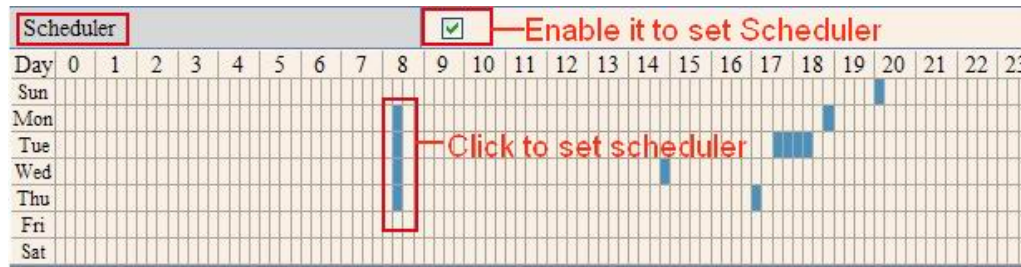 Scheduler Enable it to set Scheduler
Day 0 1 2 3 4 5 6 7 8 9 10 11 12 13 14 15 16 17 18 19 20 21 22 23
Sun
Mon
Tue Click to set scheduler
Wed
Thu
Fri
Sat